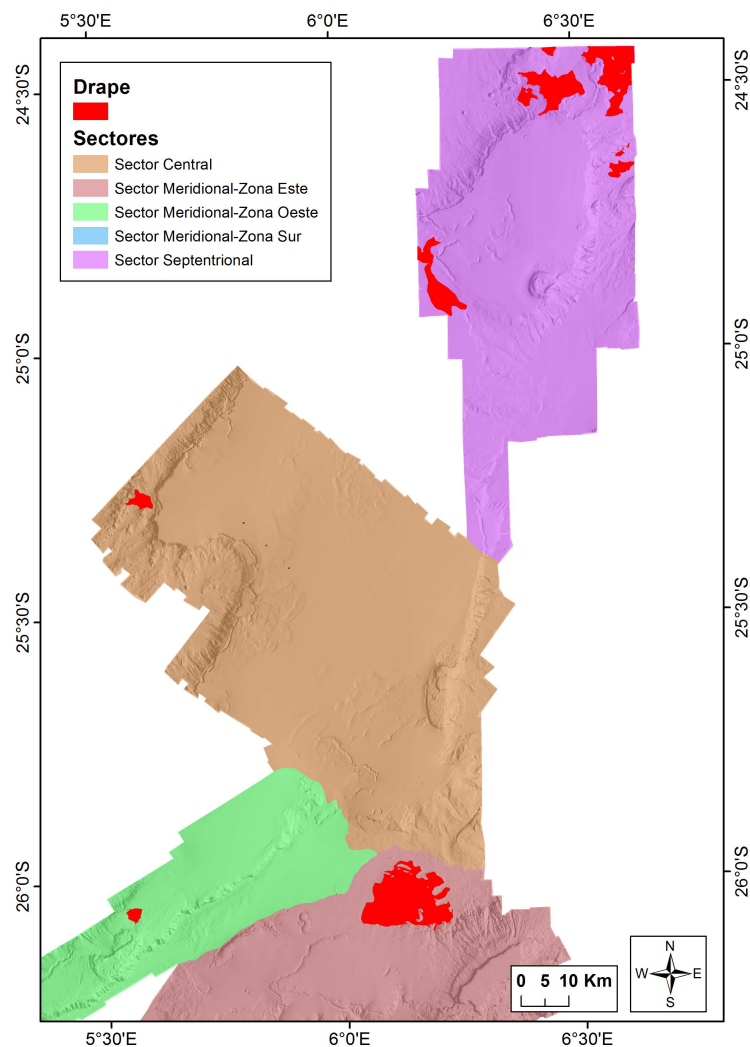 5°30'E 6°0'E 6°30'E
24°30'S 24°30'S
Drape
Sectores
Sector Central
Sector Meridional-Zona Este
Sector Meridional-Zona Oeste
Sector Meridional-Zona Sur
Sector Septentrional
25°0'S 25°0'S
25°30'S 25°30'S
26°0'S 26°0'S
N
W E
S
0 5 10 Km
5°30'E 6°0'E 6°30'E